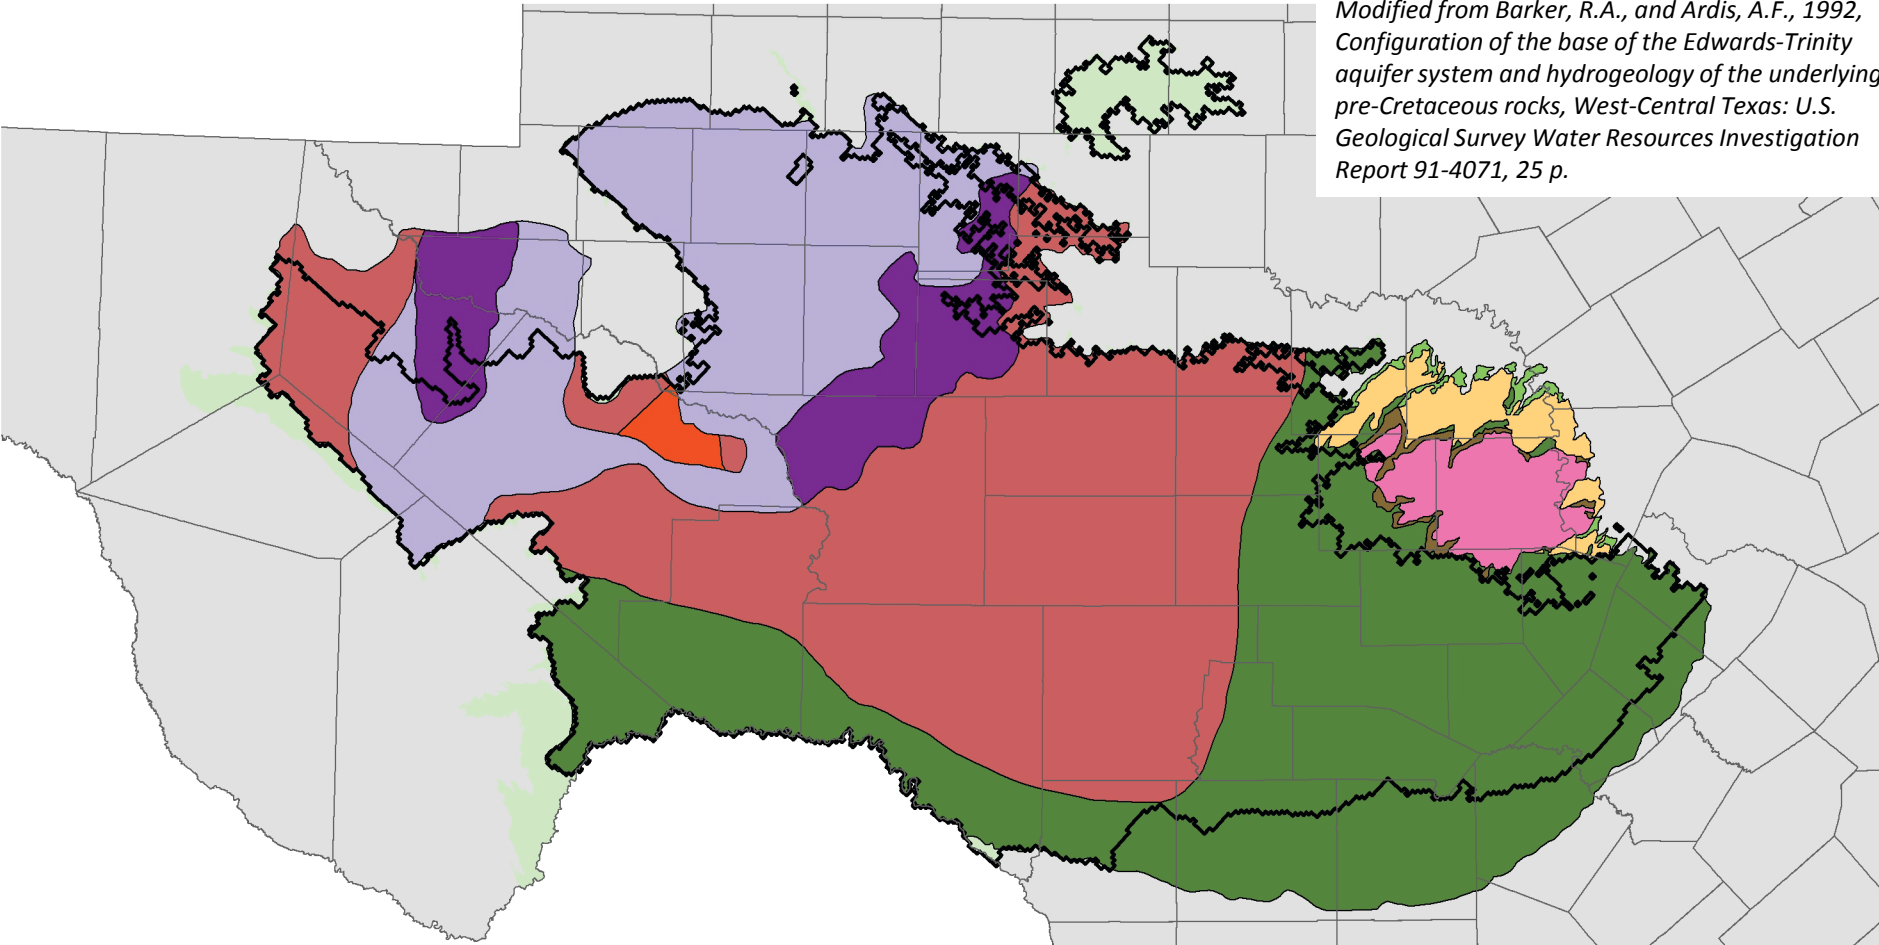 Modified from Barker, R.A., and Ardis, A.F., 1992,
Configuration of the base of the Edwards-Trinity
aquifer system and hydrogeology of the underlying
pre-Cretaceous rocks, West-Central Texas: U.S.
Geological Survey Water Resources Investigation
Report 91-4071, 25 p.